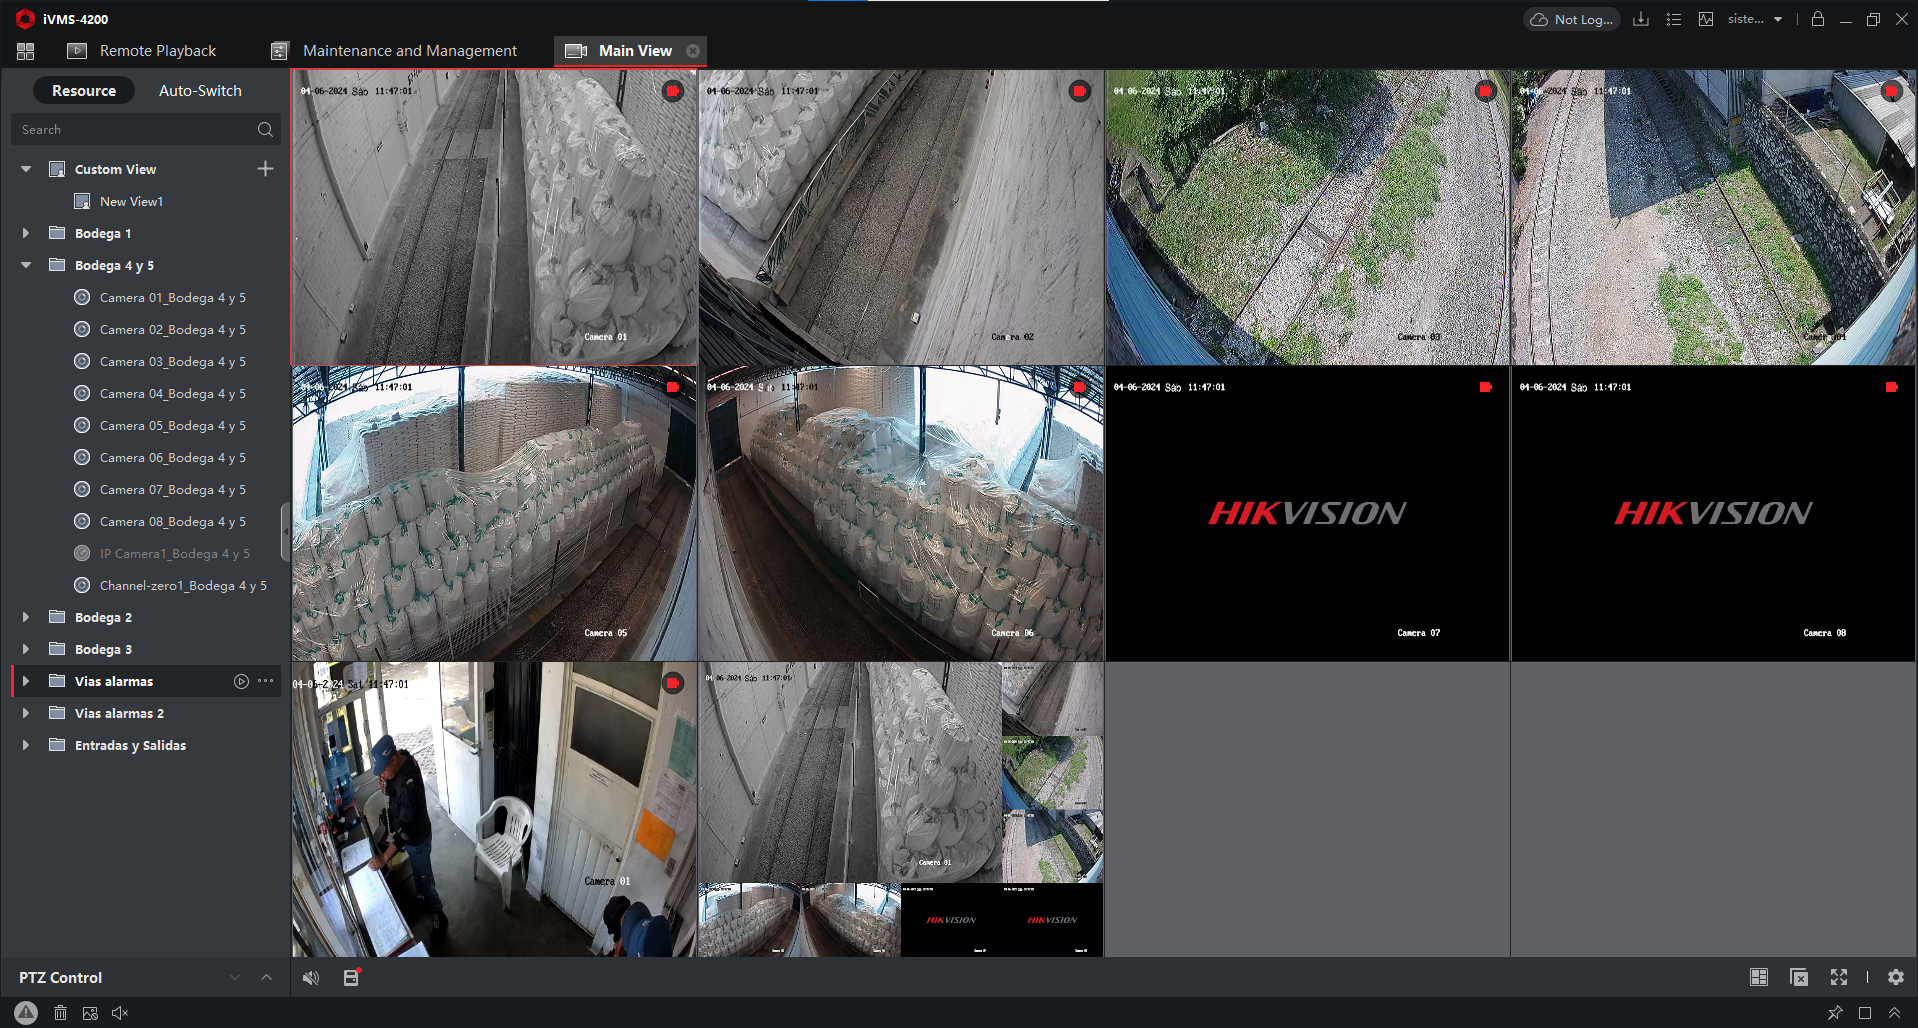 iVMS-4200
Not Log...
siste...
Remote Playback
Maintenance and Management
Main View
Resource
Auto-Switch
Search
Custom View
New View1
Bodega 1
Bodega 4 y 5
Camera 01_Bodega 4 y 5
Camera 02_Bodega 4 y 5
Camera 03_Bodega 4 y 5
Camera 04_Bodega 4 y 5
Camera 05_Bodega 4 y 5
Camera 06_Bodega 4 y 5
Camera 07_Bodega 4 y 5
Camera 08_Bodega 4 y 5
IP Camera1_Bodega 4 y 5
Channel-zero1_Bodega 4 y 5
Bodega 2
Bodega 3
Vias alarmas
Vias alarmas 2
Entradas y Salidas
PTZ Control
04-06-2024 Sáb 11:47:01
Camera 01
04-06-2024 Sáb 11:47:01
Camera 02
04-06-2024 Sáb 11:47:01
Camera 03
04-06-2024 Sáb 11:47:01
Camera 04
04-06-2024 Sáb 11:47:01
Camera 05
04-06-2024 Sáb 11:47:01
Camera 06
04-06-2024 Sáb 11:47:01
HIKVISION
Camera 07
04-06-2024 Sáb 11:47:01
HIKVISION
Camera 08
04-06-2024 Sat 11:47:01
Camera 01
04-06-2024 Sáb 11:47:01
Camera 01
HIKVISION
HIKVISION